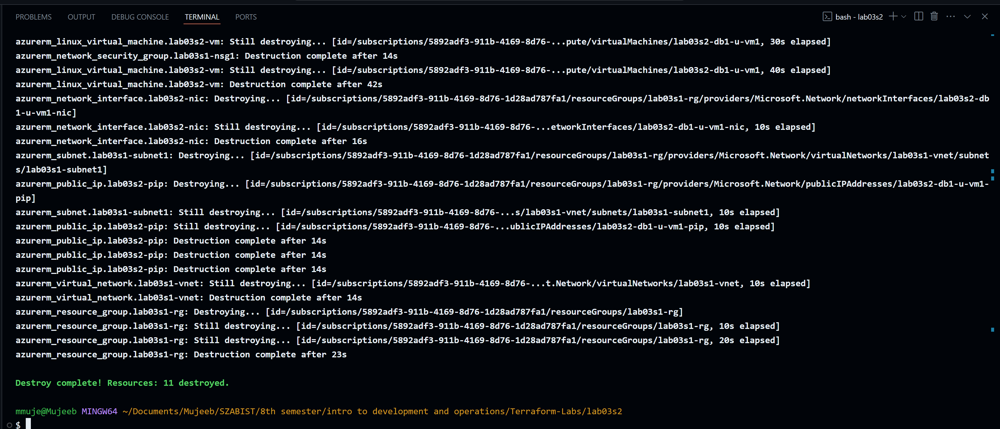 PROBLEMS OUTPUT DEBUG CONSOLE TERMINAL PORTS bash - lab03s2
azurerm_linux_virtual_machine.lab03s2-vm: Still destroying... [id=/subscriptions/5892adf3-911b-4169-8d76-...pute/virtualMachines/lab03s2-db1-u-vm1, 30s elapsed]
azurerm_network_security_group.lab03s1-nsg1: Destruction complete after 14s
azurerm_linux_virtual_machine.lab03s2-vm: Still destroying... [id=/subscriptions/5892adf3-911b-4169-8d76-...pute/virtualMachines/lab03s2-db1-u-vm1, 40s elapsed]
azurerm_linux_virtual_machine.lab03s2-vm: Destruction complete after 42s
azurerm_network_interface.lab03s2-nic: Destroying... [id=/subscriptions/5892adf3-911b-4169-8d76-1d28ad787fa1/resourceGroups/lab03s1-rg/providers/Microsoft.Network/networkInterfaces/lab03s2-db
1-u-vm1-nic]
azurerm_network_interface.lab03s2-nic: Still destroying... [id=/subscriptions/5892adf3-911b-4169-8d76-...etworkInterfaces/lab03s2-db1-u-vm1-nic, 10s elapsed]
azurerm_network_interface.lab03s2-nic: Destruction complete after 16s
azurerm_subnet.lab03s1-subnet1: Destroying... [id=/subscriptions/5892adf3-911b-4169-8d76-1d28ad787fa1/resourceGroups/lab03s1-rg/providers/Microsoft.Network/virtualNetworks/lab03s1-vnet/subnet
s/lab03s1-subnet1]
azurerm_public_ip.lab03s2-pip: Destroying... [id=/subscriptions/5892adf3-911b-4169-8d76-1d28ad787fa1/resourceGroups/lab03s1-rg/providers/Microsoft.Network/publicIPAddresses/lab03s2-db1-u-vm1-
pip]
azurerm_subnet.lab03s1-subnet1: Still destroying... [id=/subscriptions/5892adf3-911b-4169-8d76-...s/lab03s1-vnet/subnets/lab03s1-subnet1, 10s elapsed]
azurerm_public_ip.lab03s2-pip: Still destroying... [id=/subscriptions/5892adf3-911b-4169-8d76-...ublicIPAddresses/lab03s2-db1-u-vm1-pip, 10s elapsed]
azurerm_public_ip.lab03s2-pip: Destruction complete after 14s
azurerm_public_ip.lab03s2-pip: Destruction complete after 14s
azurerm_public_ip.lab03s2-pip: Destruction complete after 14s
azurerm_virtual_network.lab03s1-vnet: Still destroying... [id=/subscriptions/5892adf3-911b-4169-8d76-...t.Network/virtualNetworks/lab03s1-vnet, 10s elapsed]
azurerm_virtual_network.lab03s1-vnet: Destruction complete after 14s
azurerm_resource_group.lab03s1-rg: Destroying... [id=/subscriptions/5892adf3-911b-4169-8d76-1d28ad787fa1/resourceGroups/lab03s1-rg]
azurerm_resource_group.lab03s1-rg: Still destroying... [id=/subscriptions/5892adf3-911b-4169-8d76-1d28ad787fa1/resourceGroups/lab03s1-rg, 10s elapsed]
azurerm_resource_group.lab03s1-rg: Still destroying... [id=/subscriptions/5892adf3-911b-4169-8d76-1d28ad787fa1/resourceGroups/lab03s1-rg, 20s elapsed]
azurerm_resource_group.lab03s1-rg: Destruction complete after 23s
Destroy complete! Resources: 11 destroyed.
mmuje@Mujeeb MINGW64 ~/Documents/Mujeeb/SZABIST/8th semester/intro to development and operations/Terraform-Labs/lab03s2
$